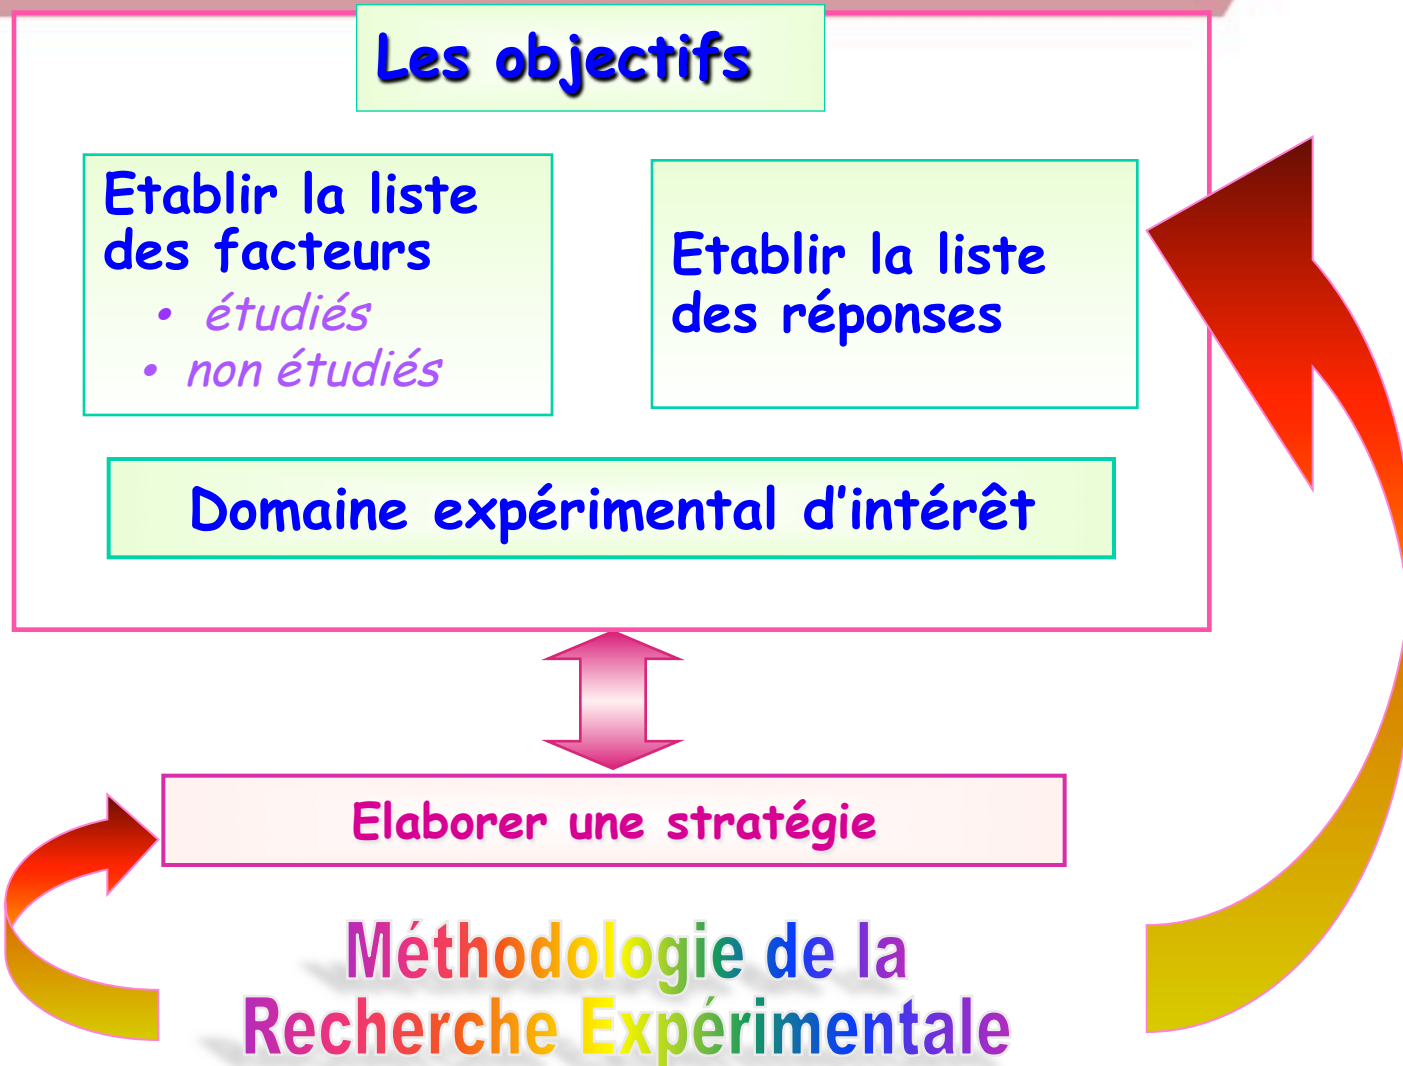 Les objectifs
Etablir la liste
des facteurs
• étudiés
• non étudiés
Etablir la liste
des réponses
Domaine expérimental d’intérêt
Elaborer une stratégie
Méthodologie de la
Recherche Expérimentale